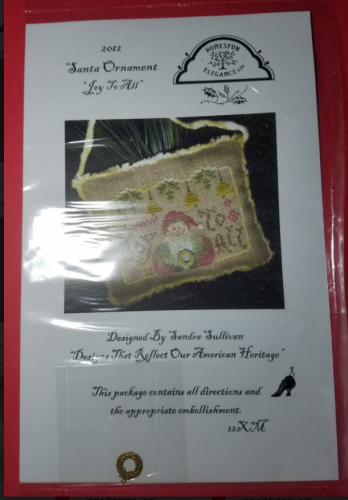 2012
Santa Ornament
"Joy To All"
HOMESPUN
ELEGANCE LTD
to
all
Designed By Sandra Sullivan
"Designs That Reflect Our American Heritage"
This package contains all directions and
the appropriate embellishment.
12XM